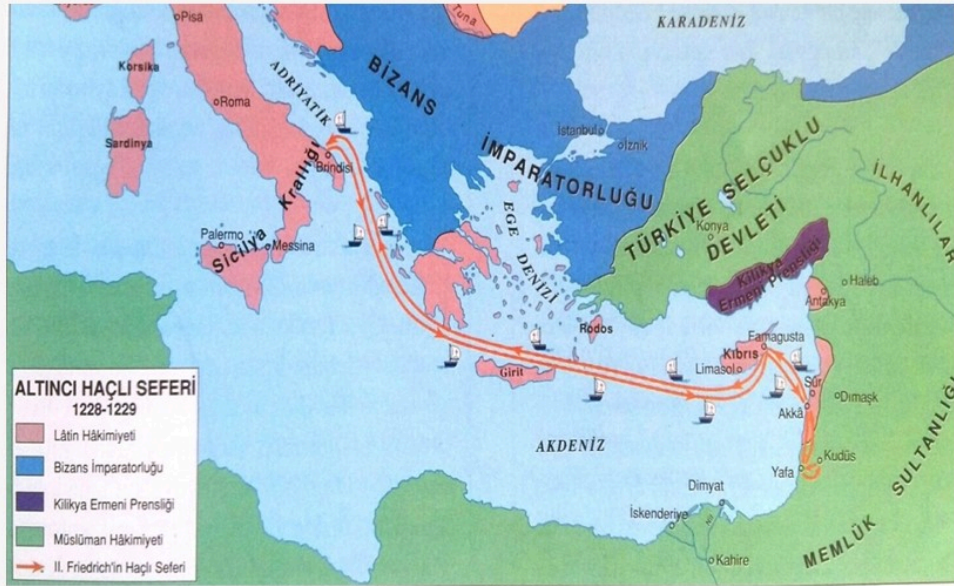 Tuna
KARADENİZ
Pisa
Korsika
ADRİYATİK
BİZANS
İMPARATORLUĞU
Roma
Sardinya
İstanbul
İznik
Brindisi
Sicilya Krallığı
Palermo
Messina
EGE
DENİZİ
TÜRKİYE SELÇUKLU
DEVLETİ
Konya
İLHANLILAR
Kilikya
Ermeni Prensliği
Haleb
Antakya
Rodos
Famagusta
Kıbrıs
Limasol
Girit
Sûr
Akkâ
Dımaşk
AKDENİZ
Yafa
Kudüs
Dimyat
İskenderiye
Nil
Kahire
MEMLÜK
SULTANLIĞI
ALTINCI HAÇLI SEFERİ
1228-1229
Lâtin Hâkimiyeti
Bizans İmparatorluğu
Kilikya Ermeni Prensliği
Müslüman Hâkimiyeti
II. Friedrich'in Haçlı Seferi